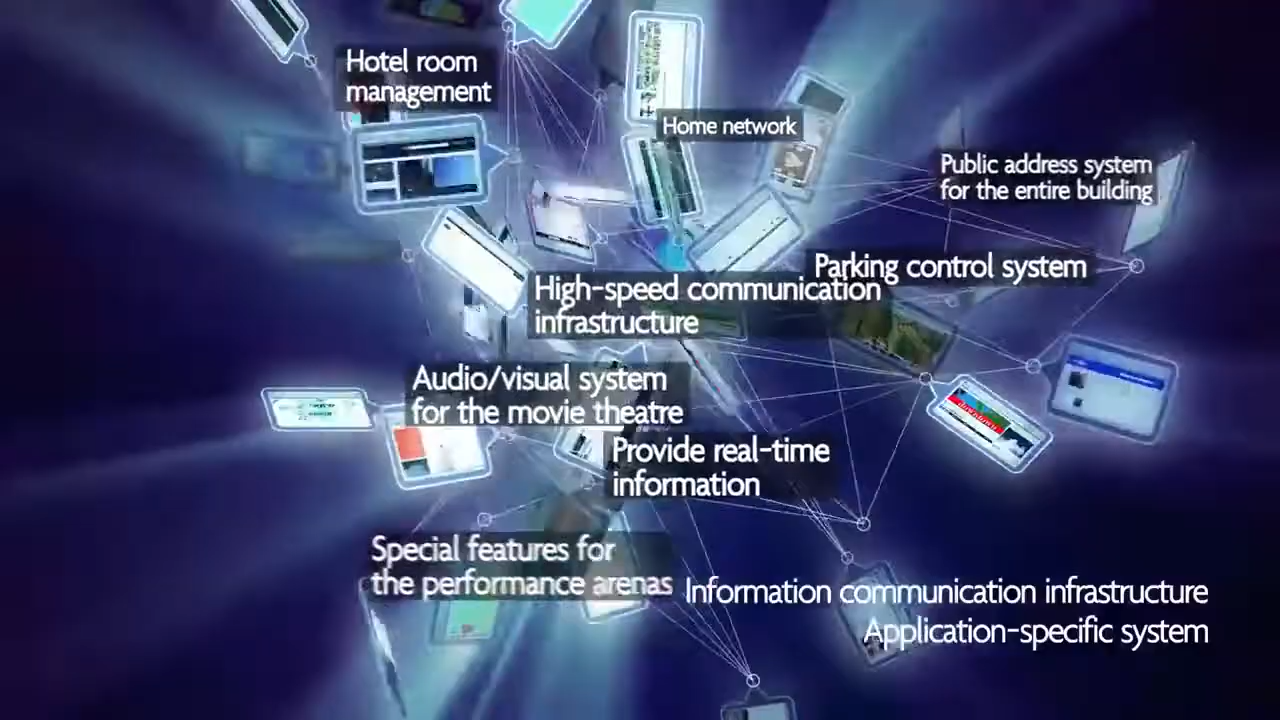 Hotel room
management
Home network
Public address system
for the entire building
Parking control system
High-speed communication
infrastructure
Audio/visual system
for the movie theatre
Provide real-time
information
Special features for
the performance arenas
Information communication infrastructure
Application-specific system
downtown